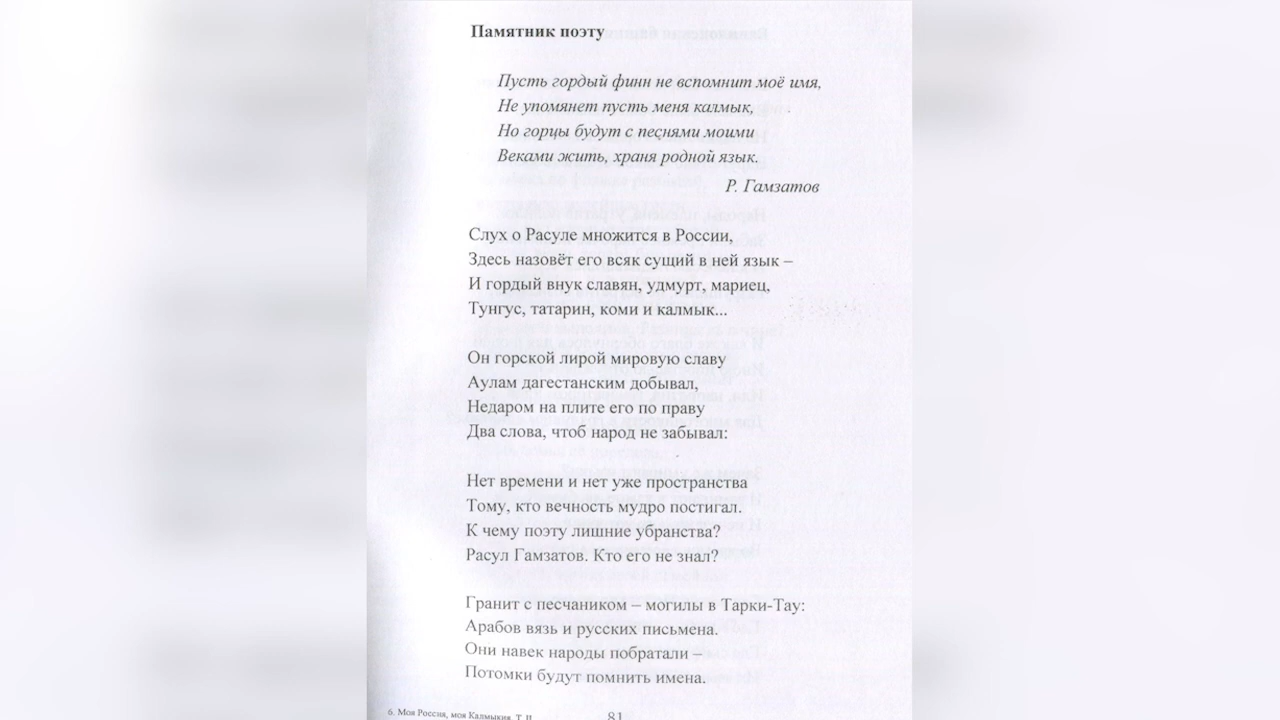 Памятник поэту
Пусть гордый финн не вспомнит моё имя,
Не упомянет пусть меня калмык,
Но горцы будут с песнями моими
Веками жить, храня родной язык.
Р. Гамзатов
Слух о Расуле множится в России,
Здесь назовёт его всяк сущий в ней язык –
И гордый внук славян, удмурт, мариец,
Тунгус, татарин, коми и калмык...
Он горской лирой мировую славу
Аулам дагестанским добывал,
Недаром на плите его по праву
Два слова, чтоб народ не забывал:
Нет времени и нет уже пространства
Тому, кто вечность мудро постигал.
К чему поэту лишние убранства?
Расул Гамзатов. Кто его не знал?
Гранит с песчаником – могилы в Тарки-Тау:
Арабов вязь и русских письмена.
Они навек народы побратали –
Потомки будут помнить имена.
6. Моя Россия, моя Калмыкия. Т. II
81